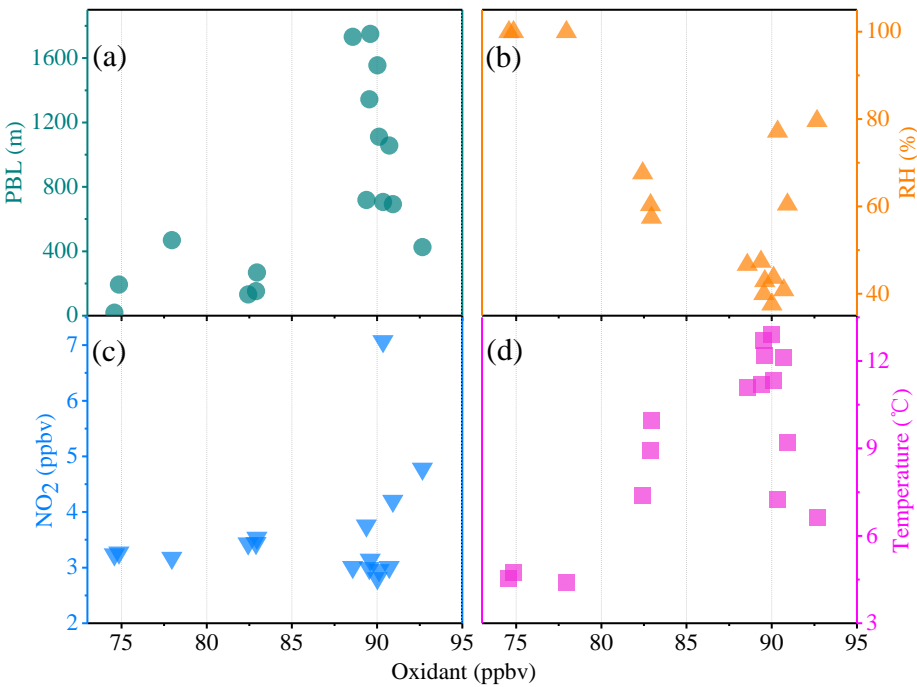 (a)
(b)
1600
1200
800
400
0
PBL (m)
100
80
60
40
RH (%)
(c)
(d)
7
6
5
4
3
2
NO2 (ppbv)
12
9
6
3
Temperature (℃)
75 80 85 90 95
75 80 85 90 95
Oxidant (ppbv)